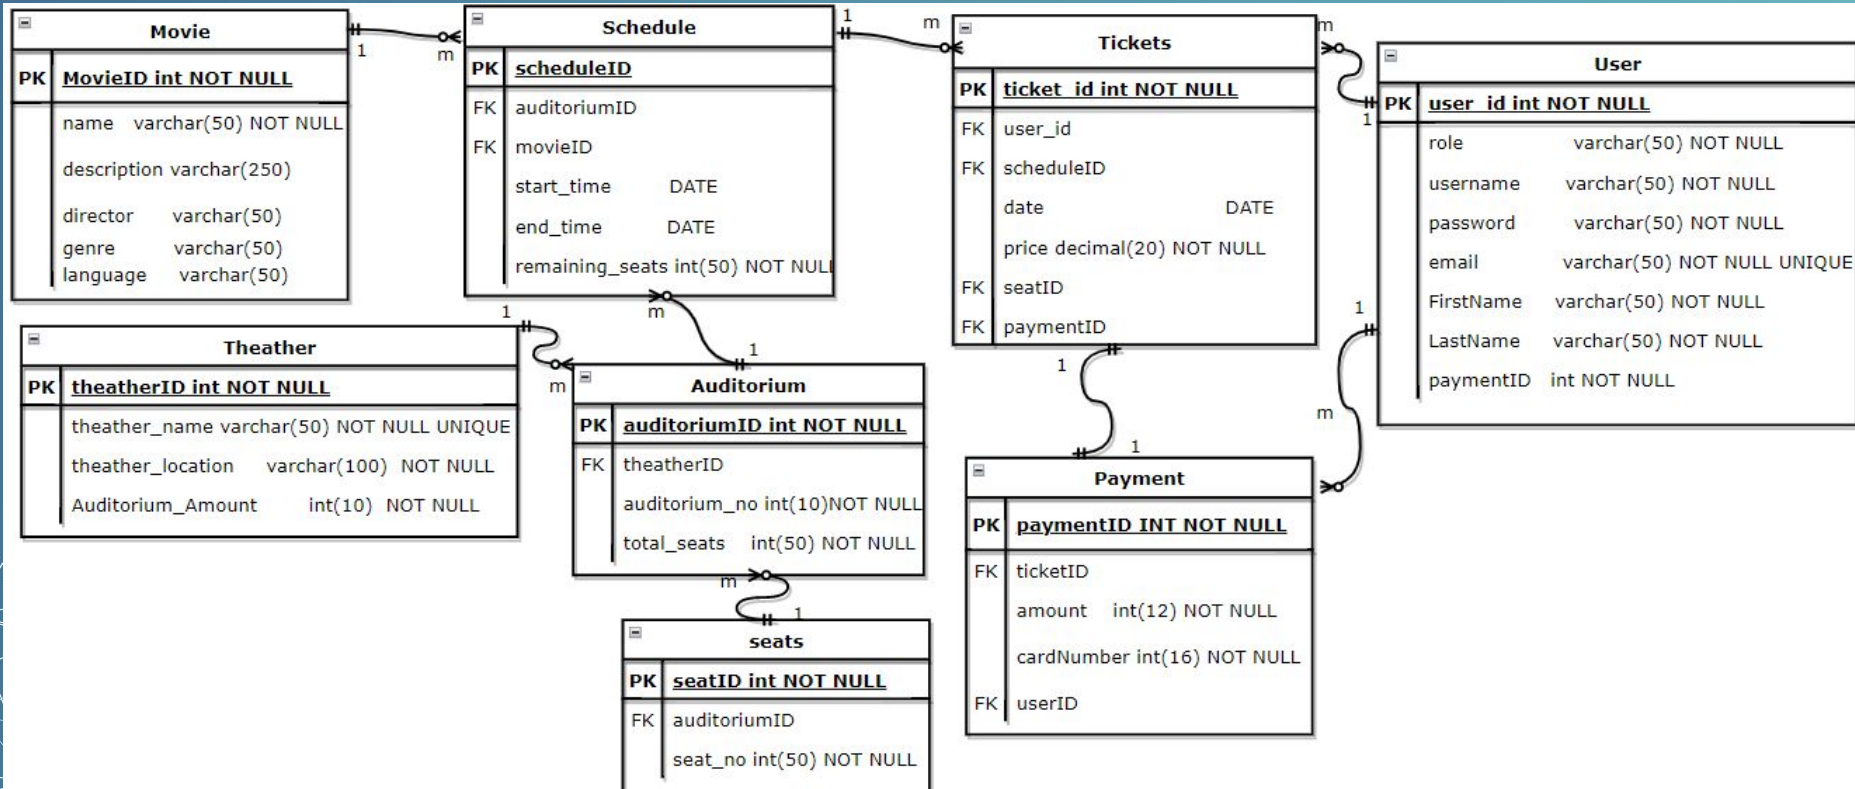 Movie
PK MovieID int NOT NULL
name varchar(50) NOT NULL
description varchar(250)
director varchar(50)
genre varchar(50)
language varchar(50)
1
m
Schedule
PK scheduleID
FK auditoriumID
FK movieID
start_time DATE
end_time DATE
remaining_seats int(50) NOT NULL
1
m
Tickets
PK ticket_id int NOT NULL
FK user_id
FK scheduleID
date DATE
price decimal(20) NOT NULL
FK seatID
FK paymentID
m
1
User
PK user_id int NOT NULL
role varchar(50) NOT NULL
username varchar(50) NOT NULL
password varchar(50) NOT NULL
email varchar(50) NOT NULL UNIQUE
FirstName varchar(50) NOT NULL
LastName varchar(50) NOT NULL
paymentID int NOT NULL
Theather
PK theatherID int NOT NULL
theather_name varchar(50) NOT NULL UNIQUE
theather_location varchar(100) NOT NULL
Auditorium_Amount int(10) NOT NULL
1
m
m
1
Auditorium
PK auditoriumID int NOT NULL
FK theatherID
auditorium_no int(10)NOT NULL
total_seats int(50) NOT NULL
m
1
seats
PK seatID int NOT NULL
FK auditoriumID
seat_no int(50) NOT NULL
1
1
1
m
Payment
PK paymentID INT NOT NULL
FK ticketID
amount int(12) NOT NULL
cardNumber int(16) NOT NULL
FK userID